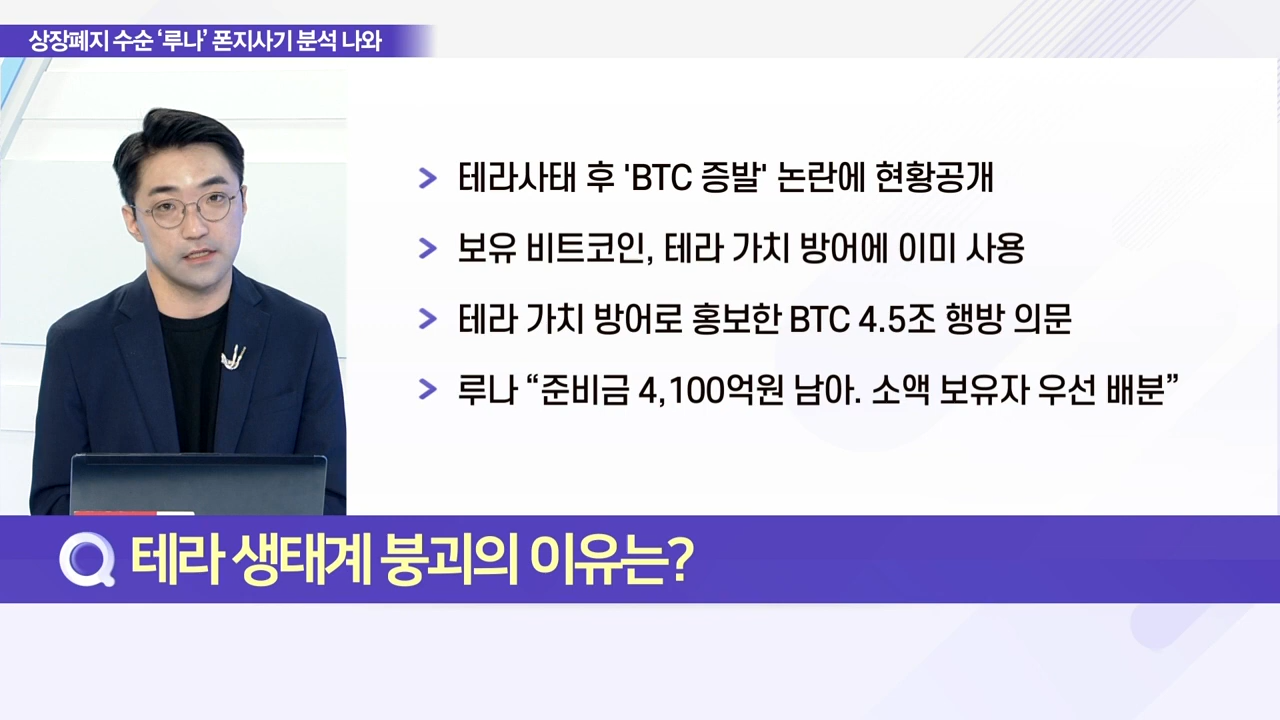 상장폐지 수순 ‘루나’ 폰지사기 분석 나와
> 테라사태 후 'BTC 증발' 논란에 현황공개
> 보유 비트코인, 테라 가치 방어에 이미 사용
> 테라 가치 방어로 홍보한 BTC 4.5조 행방 의문
> 루나 “준비금 4,100억원 남아. 소액 보유자 우선 배분”
Q 테라 생태계 붕괴의 이유는?